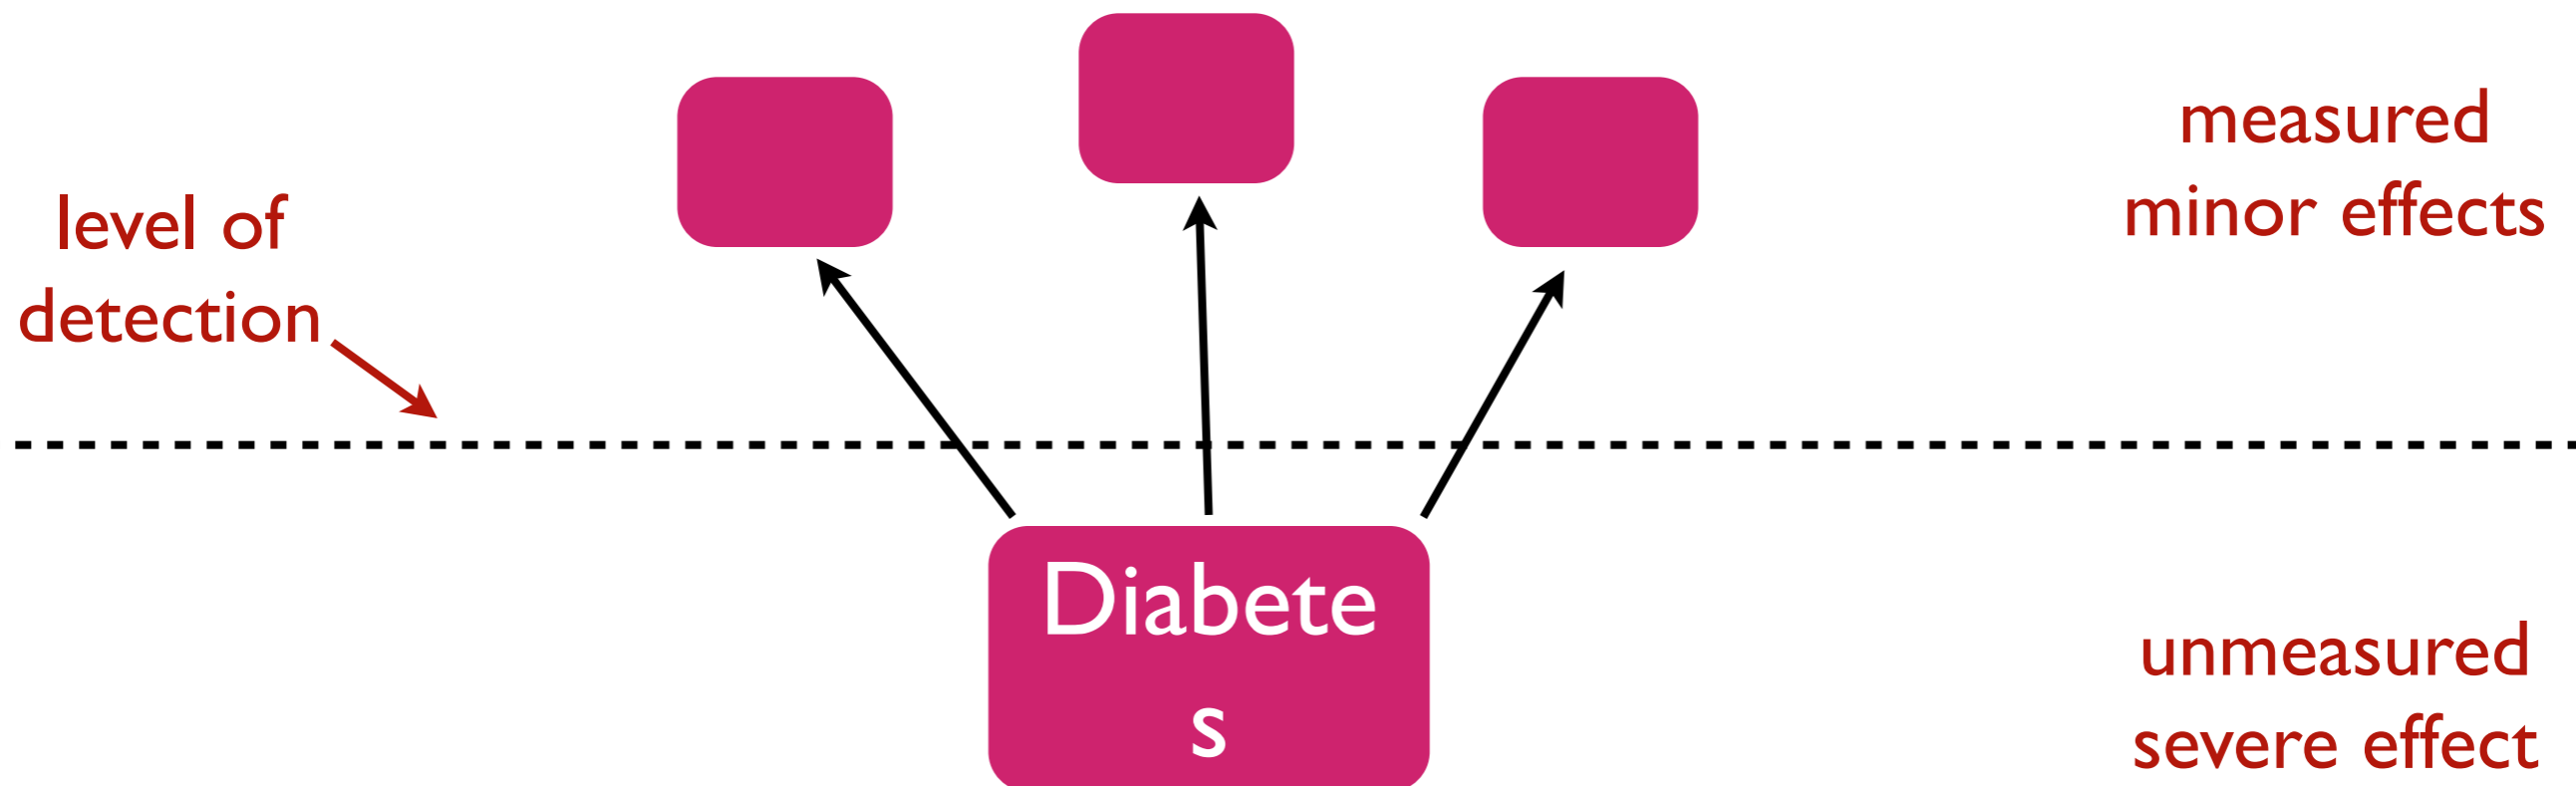 measured
minor effects
level of
detection
Diabete
s
unmeasured
severe effect